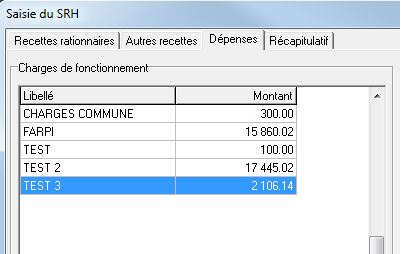 Saisie du SRH
Recettes rationnaires Autres recettes Dépenses Récapitulatif
Charges de fonctionnement
Libellé Montant
CHARGES COMMUNE 300.00
FARPI 15 860.02
TEST 100.00
TEST 2 17 445.02
TEST 3 2 106.14